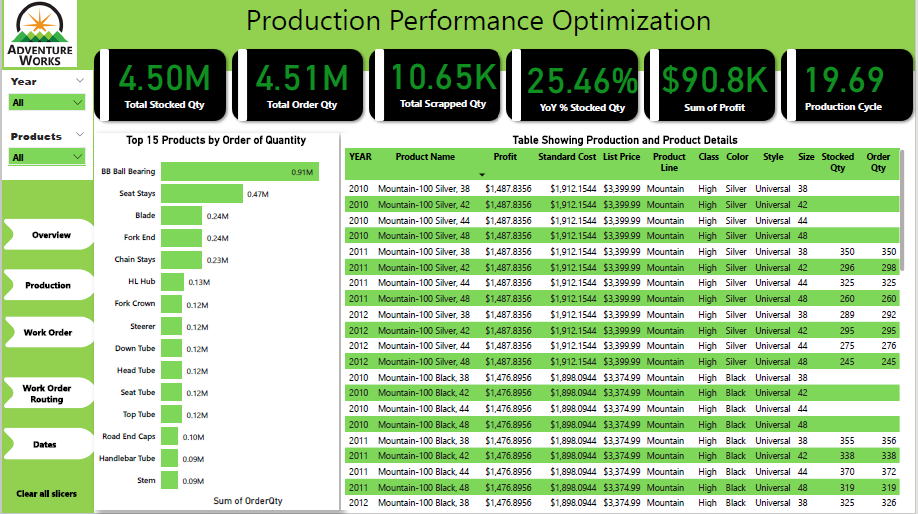 Production Performance Optimization
ADVENTURE
WORKS
Year
All
Products
All
Overview
Production
Work Order
Work Order
Routing
Dates
Clear all slicers
4.50M
Total Stocked Qty
4.51M
Total Order Qty
10.65K
Total Scrapped Qty
25.46%
YoY % Stocked Qty
$90.8K
Sum of Profit
19.69
Production Cycle
Top 15 Products by Order of Quantity
BB Ball Bearing 0.91M
Seat Stays 0.47M
Blade 0.24M
Fork End 0.24M
Chain Stays 0.23M
HL Hub 0.13M
Fork Crown 0.12M
Steerer 0.12M
Down Tube 0.12M
Head Tube 0.12M
Seat Tube 0.12M
Top Tube 0.12M
Road End Caps 0.10M
Handlebar Tube 0.09M
Stem 0.09M
Sum of OrderQty
Table Showing Production and Product Details
YEAR Product Name Profit Standard Cost List Price Product Line Class Color Style Size Stocked Qty Order Qty
2010 Mountain-100 Silver, 38 $1,487.8356 $1,912.1544 $3,399.99 Mountain High Silver Universal 38
2010 Mountain-100 Silver, 42 $1,487.8356 $1,912.1544 $3,399.99 Mountain High Silver Universal 42
2010 Mountain-100 Silver, 44 $1,487.8356 $1,912.1544 $3,399.99 Mountain High Silver Universal 44
2010 Mountain-100 Silver, 48 $1,487.8356 $1,912.1544 $3,399.99 Mountain High Silver Universal 48
2011 Mountain-100 Silver, 38 $1,487.8356 $1,912.1544 $3,399.99 Mountain High Silver Universal 38 350 350
2011 Mountain-100 Silver, 42 $1,487.8356 $1,912.1544 $3,399.99 Mountain High Silver Universal 42 296 298
2011 Mountain-100 Silver, 44 $1,487.8356 $1,912.1544 $3,399.99 Mountain High Silver Universal 44 325 325
2011 Mountain-100 Silver, 48 $1,487.8356 $1,912.1544 $3,399.99 Mountain High Silver Universal 48 260 260
2012 Mountain-100 Silver, 38 $1,487.8356 $1,912.1544 $3,399.99 Mountain High Silver Universal 38 289 292
2012 Mountain-100 Silver, 42 $1,487.8356 $1,912.1544 $3,399.99 Mountain High Silver Universal 42 295 295
2012 Mountain-100 Silver, 44 $1,487.8356 $1,912.1544 $3,399.99 Mountain High Silver Universal 44 275 276
2012 Mountain-100 Silver, 48 $1,487.8356 $1,912.1544 $3,399.99 Mountain High Silver Universal 48 245 245
2010 Mountain-100 Black, 38 $1,476.8956 $1,898.0944 $3,374.99 Mountain High Black Universal 38
2010 Mountain-100 Black, 42 $1,476.8956 $1,898.0944 $3,374.99 Mountain High Black Universal 42
2010 Mountain-100 Black, 44 $1,476.8956 $1,898.0944 $3,374.99 Mountain High Black Universal 44
2010 Mountain-100 Black, 48 $1,476.8956 $1,898.0944 $3,374.99 Mountain High Black Universal 48
2011 Mountain-100 Black, 38 $1,476.8956 $1,898.0944 $3,374.99 Mountain High Black Universal 38 355 356
2011 Mountain-100 Black, 42 $1,476.8956 $1,898.0944 $3,374.99 Mountain High Black Universal 42 338 338
2011 Mountain-100 Black, 44 $1,476.8956 $1,898.0944 $3,374.99 Mountain High Black Universal 44 370 372
2011 Mountain-100 Black, 48 $1,476.8956 $1,898.0944 $3,374.99 Mountain High Black Universal 48 319 319
2012 Mountain-100 Black, 38 $1,476.8956 $1,898.0944 $3,374.99 Mountain High Black Universal 38 325 326